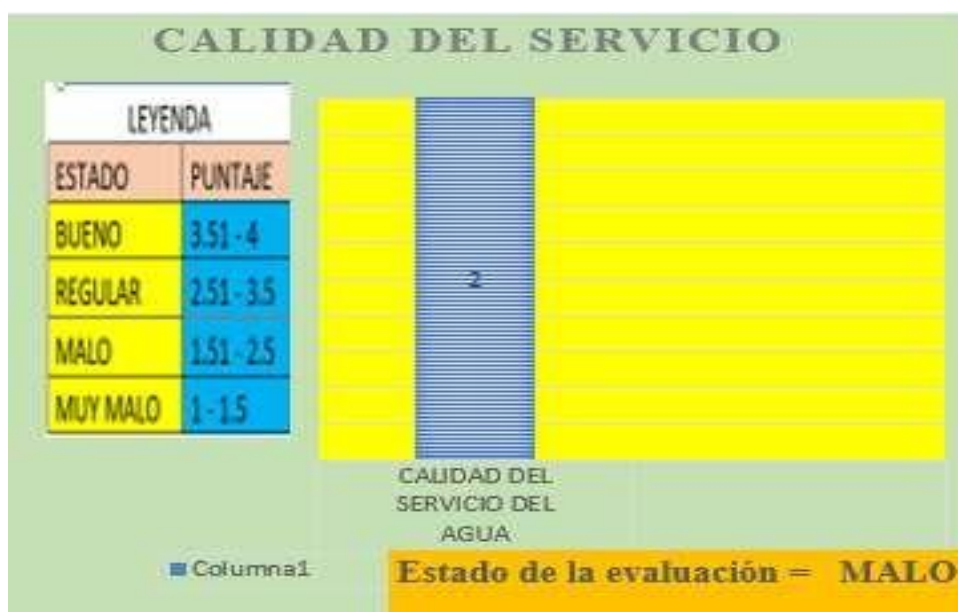 CALIDAD DEL SERVICIO
LEYENDA
ESTADO PUNTAJE
BUENO 3.51 - 4
REGULAR 2.51 - 3.5
MALO 1.51 - 2.5
MUY MALO 1 - 1.5
2
CALIDAD DEL
SERVICIO DEL
AGUA
Columna1
Estado de la evaluación = MALO